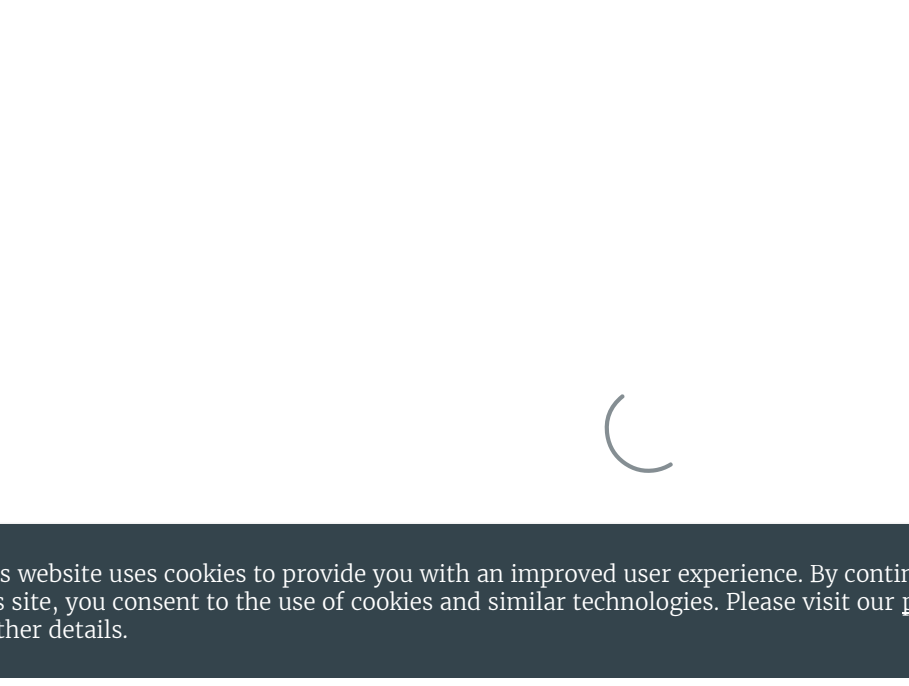 s website uses cookies to provide you with an improved user experience. By contin
s site, you consent to the use of cookies and similar technologies. Please visit our p
ther details.